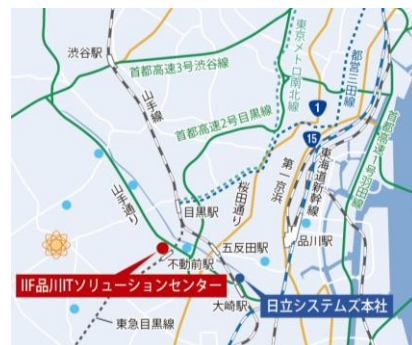 渋谷駅
首都高速3号渋谷線
東京メトロ南北線
都営三田線
1
15
山手線
首都高速2号目黒線
東海道新幹線
首都高速1号羽田線
第一京浜
桜田通り
山手通り
目黒駅
五反田駅
品川駅
不動前駅
IIF品川ITソリューションセンター
大崎駅
日立システムズ本社
東急目黒線